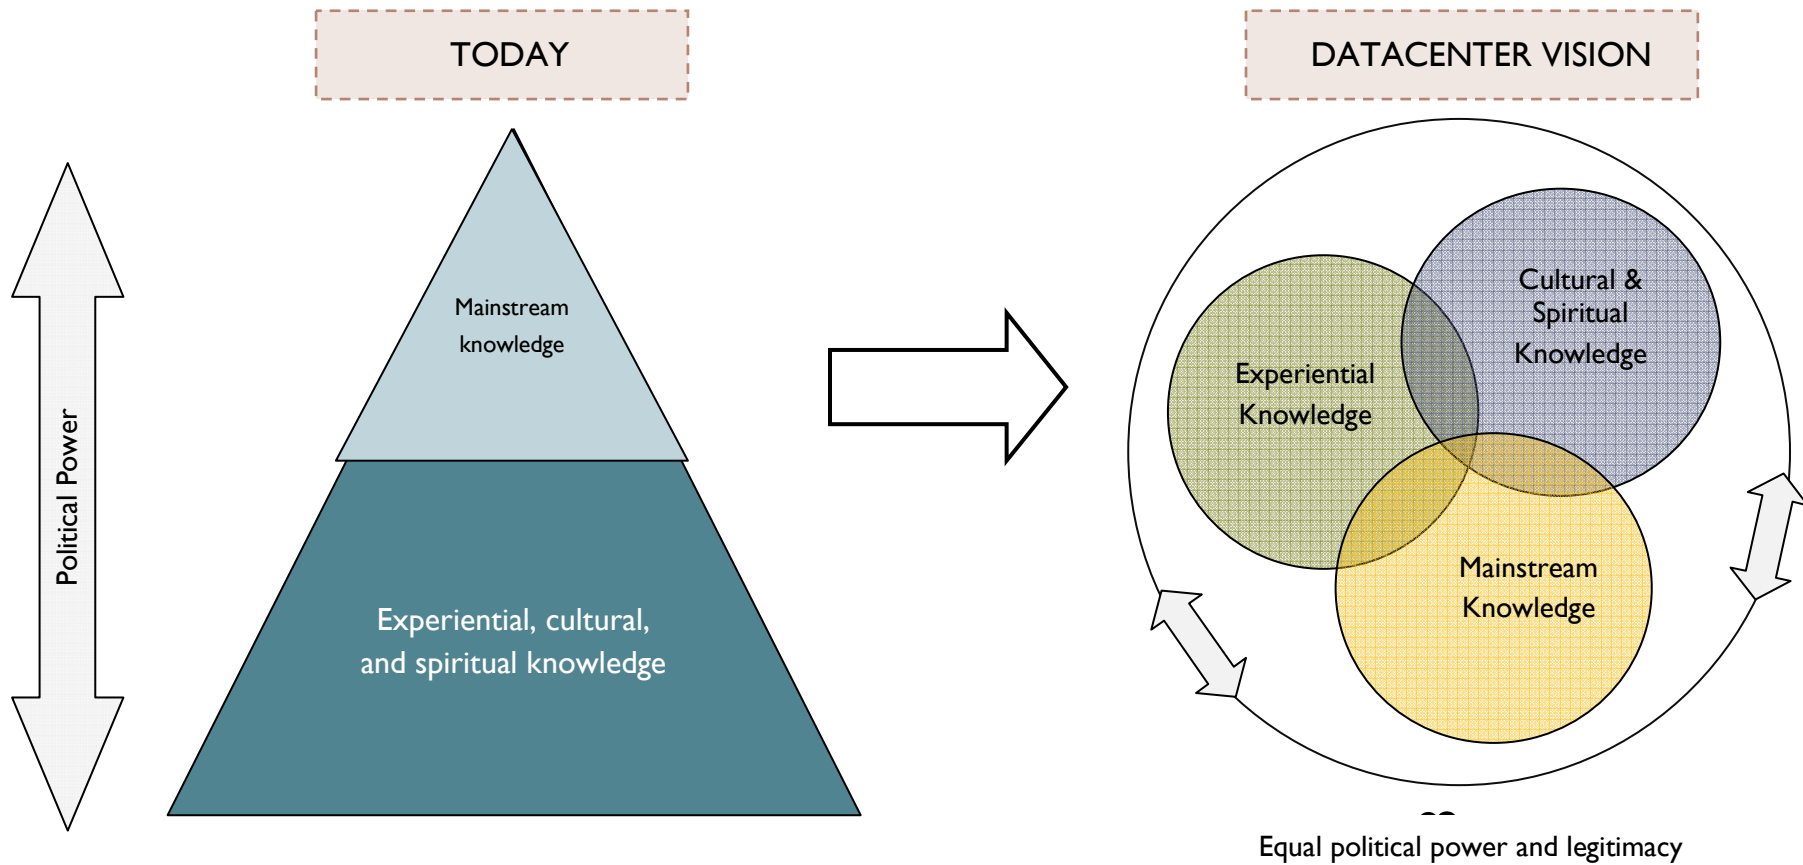 TODAY
DATACENTER VISION
Political Power
Mainstream
knowledge
Experiential, cultural,
and spiritual knowledge
Experiential
Knowledge
Cultural &
Spiritual
Knowledge
Mainstream
Knowledge
Equal political power and legitimacy